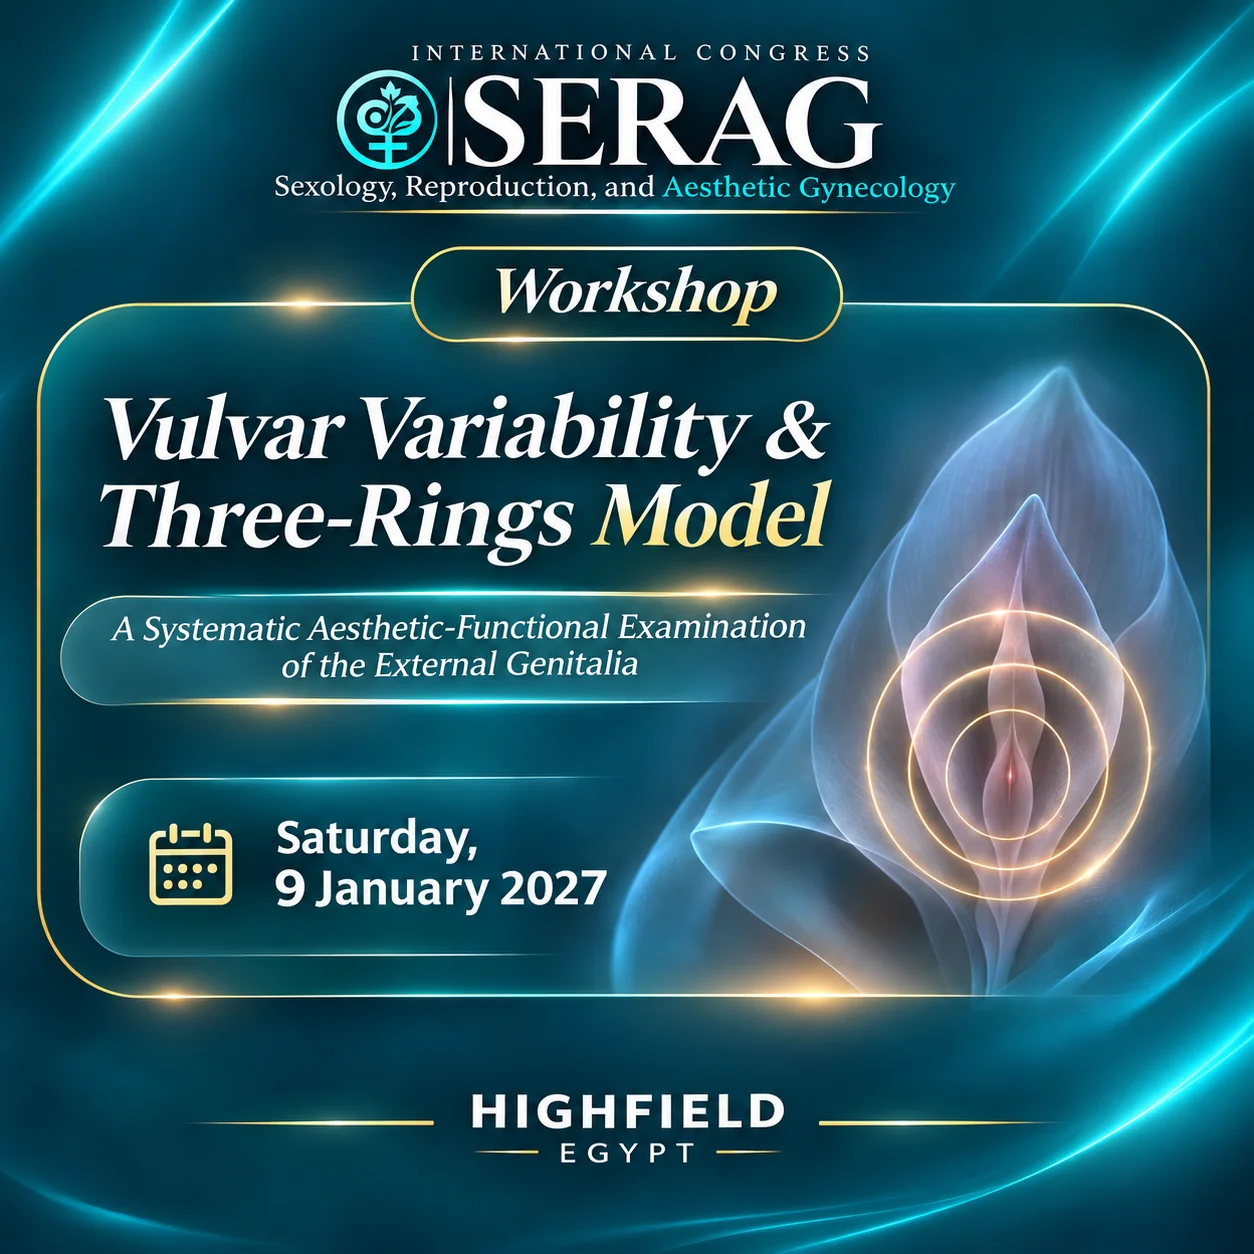 INTERNATIONAL CONGRESS
SERAG
Sexology, Reproduction, and Aesthetic Gynecology
Workshop
Vulvar Variability &
Three-Rings Model
A Systematic Aesthetic-Functional Examination
of the External Genitalia
Saturday,
9 January 2027
HIGHFIELD
EGYPT